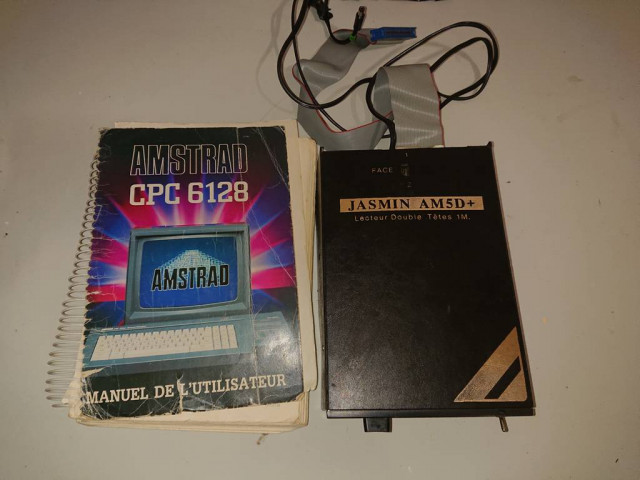 AMSTRAD
CPC 6128
AMSTRAD
MANUEL DE L'UTILISATEUR
FACE
JASMIN AM5D+
Lecteur Double Têtes 1M.